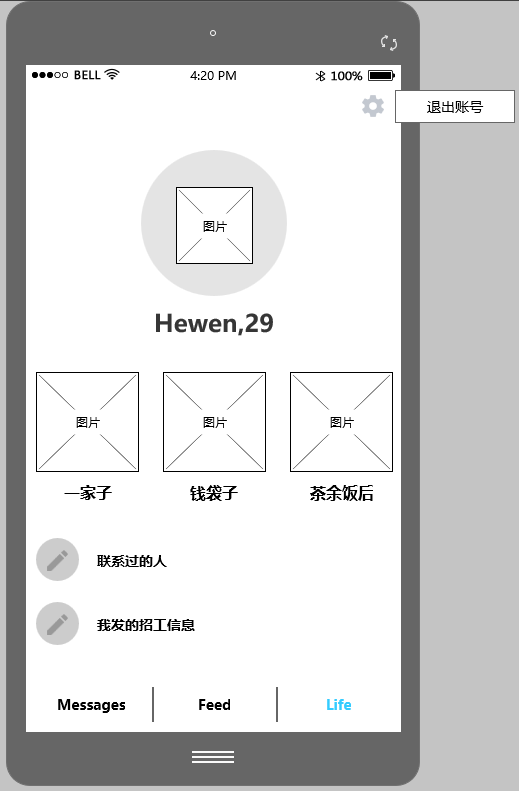 BELL 4:20 PM 100%
退出账号
图片
Hewen,29
图片 图片 图片
一家子 钱袋子 茶余饭后
联系过的人
我发的招工信息
Messages Feed Life